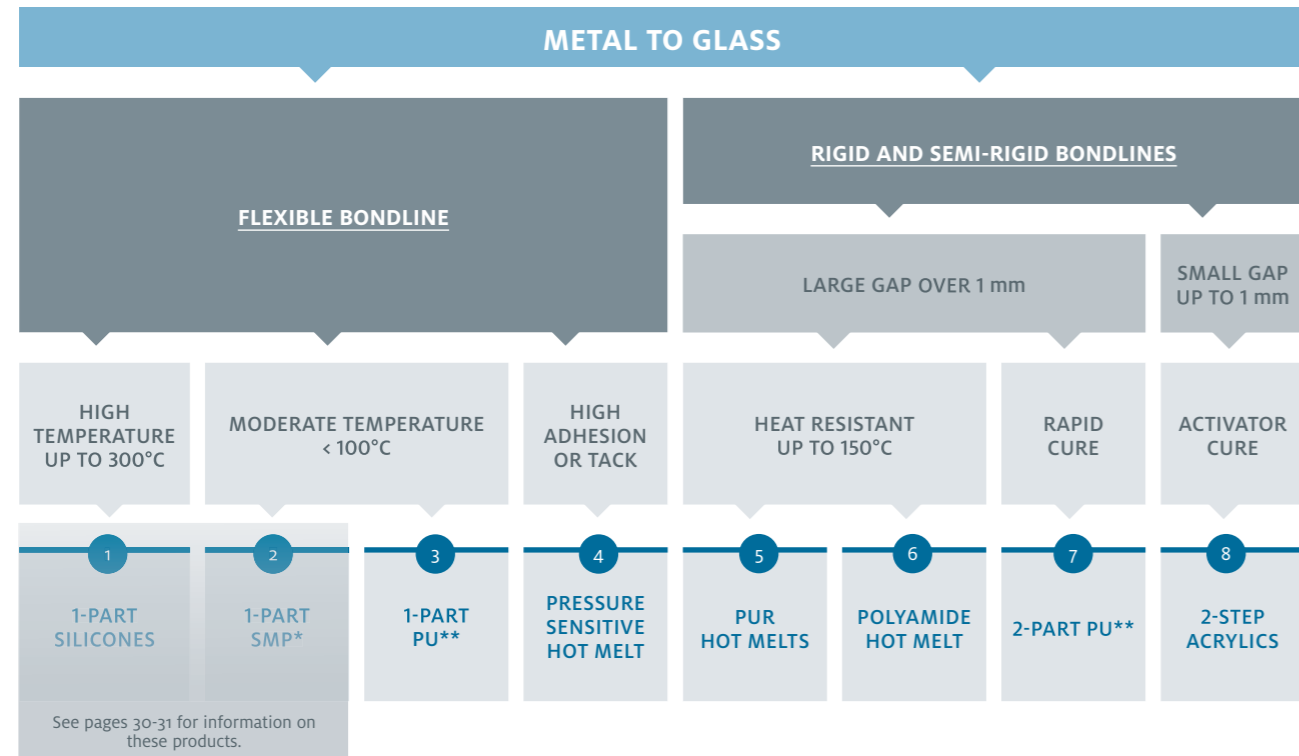 METAL TO GLASS
FLEXIBLE BONDLINE
RIGID AND SEMI-RIGID BONDLINES
LARGE GAP OVER 1 mm
SMALL GAP
UP TO 1 mm
HIGH
TEMPERATURE
UP TO 300°C
MODERATE TEMPERATURE
< 100°C
HIGH
ADHESION
OR TACK
HEAT RESISTANT
UP TO 150°C
RAPID
CURE
ACTIVATOR
CURE
1
1-PART
SILICONES
2
1-PART
SMP*
3
1-PART
PU**
4
PRESSURE
SENSITIVE
HOT MELT
5
PUR
HOT MELTS
6
POLYAMIDE
HOT MELT
7
2-PART PU**
8
2-STEP
ACRYLICS
See pages 30-31 for information on
these products.